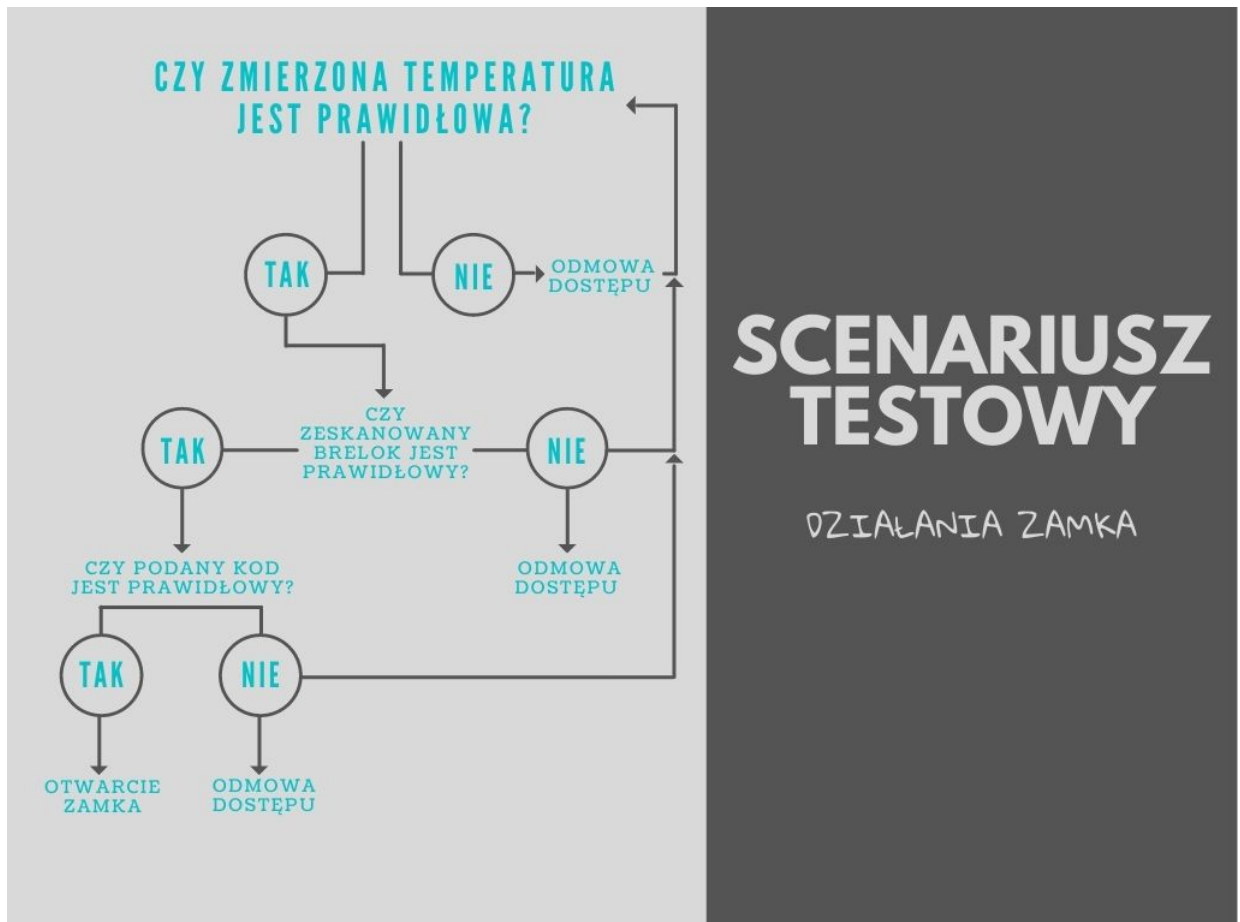 CZY ZMIERZONA TEMPERATURA
JEST PRAWIDŁOWA?
TAK
NIE
ODMOWA
DOSTĘPU
CZY
ZESKANOWANY
BRELOK JEST
PRAWIDŁOWY?
TAK
NIE
CZY PODANY KOD
JEST PRAWIDŁOWY?
ODMOWA
DOSTĘPU
TAK
NIE
OTWARCIE
ZAMKA
ODMOWA
DOSTĘPU
SCENARIUSZ
TESTOWY
DZIAŁANIA ZAMKA